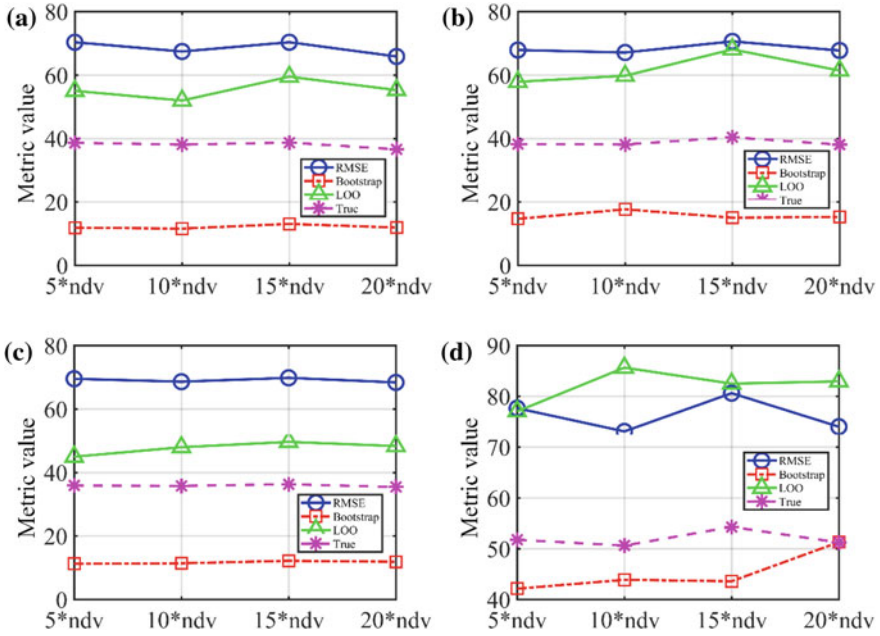 (a)
Metric value
80
60
40
20
0
RMSE
Bootstrap
LOO
True
5*ndv 10*ndv 15*ndv 20*ndv
(b)
Metric value
80
60
40
20
0
RMSE
Bootstrap
LOO
True
5*ndv 10*ndv 15*ndv 20*ndv
(c)
Metric value
80
60
40
20
0
RMSE
Bootstrap
LOO
True
5*ndv 10*ndv 15*ndv 20*ndv
(d)
Metric value
90
80
70
60
50
40
RMSE
Bootstrap
LOO
True
5*ndv 10*ndv 15*ndv 20*ndv